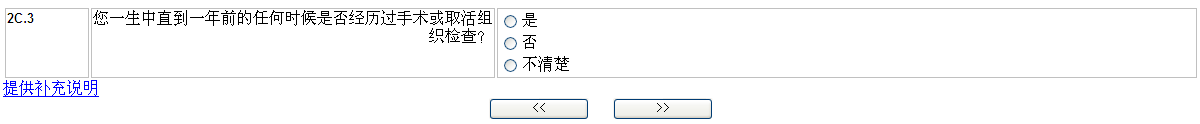 2C.3
您一生中直到一年前的任何时候是否经历过手术或取活组
织检查?
是
否
不清楚
提供补充说明
<< >>